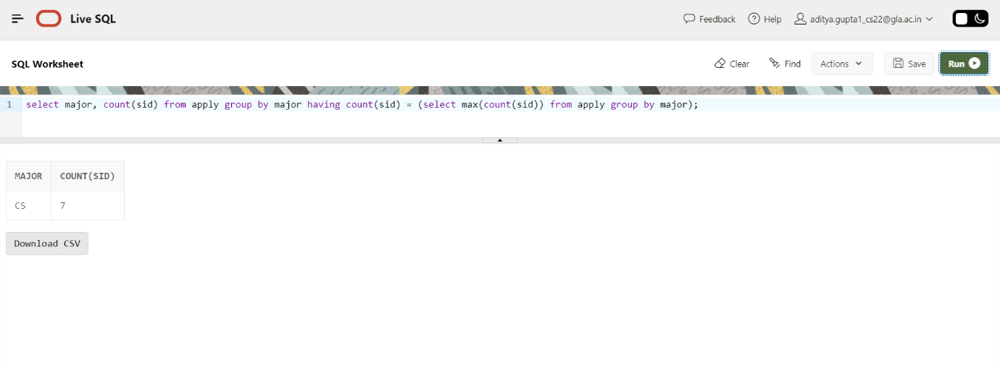 Live SQL Feedback Help aditya.gupta1_cs22@gla.ac.in
SQL Worksheet Clear Find Actions Save Run
1 select major, count(sid) from apply group by major having count(sid) = (select max(count(sid)) from apply group by major);
MAJOR COUNT(SID)
CS 7
Download CSV